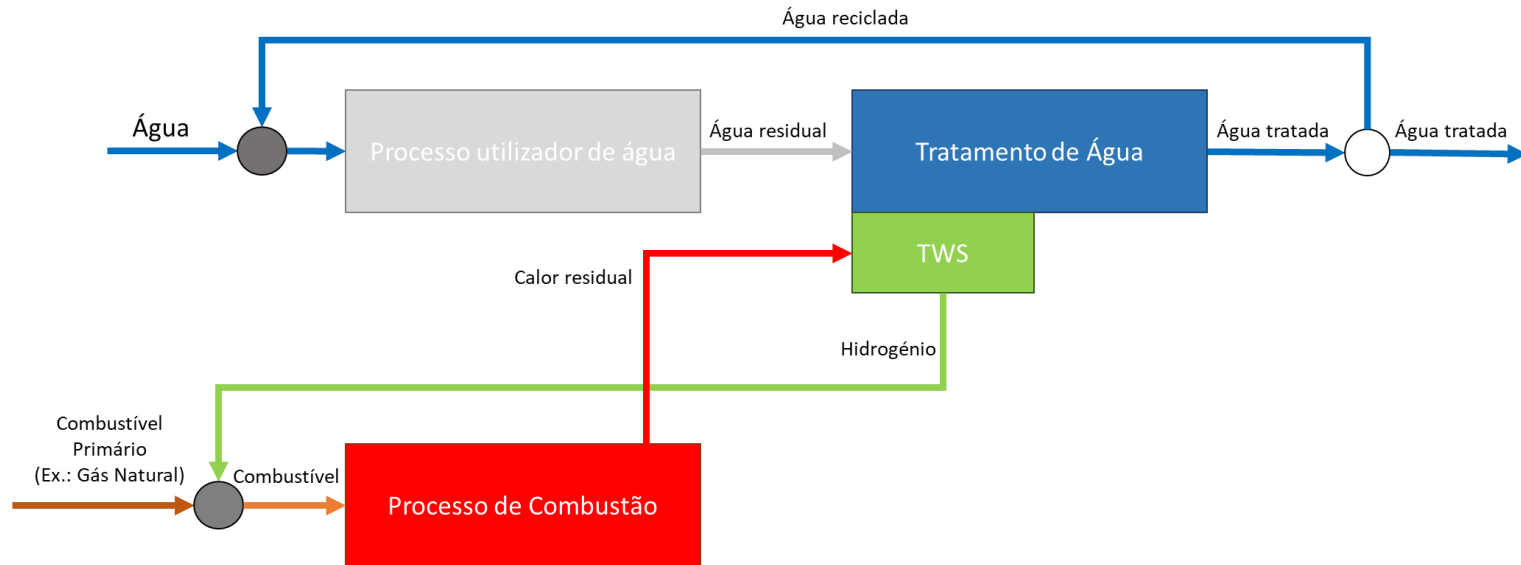 Água reciclada
Água
Processo utilizador de água
Água residual
Tratamento de Água
Água tratada
Água tratada
TWS
Calor residual
Hidrogénio
Combustível
Primário
(Ex.: Gás Natural)
Combustível
Processo de Combustão